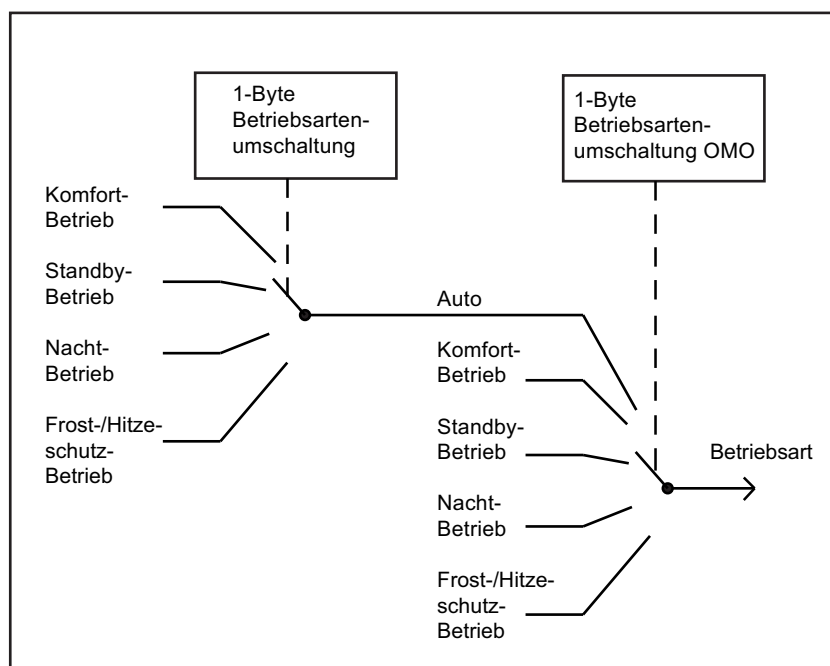 1-Byte
Betriebsarten-
umschaltung
1-Byte
Betriebsarten-
umschaltung OMO
Komfort-
Betrieb
Standby-
Betrieb
Nacht-
Betrieb
Frost-/Hitze-
schutz-
Betrieb
Auto
Komfort-
Betrieb
Standby-
Betrieb
Nacht-
Betrieb
Frost-/Hitze-
schutz-
Betrieb
Betriebsart